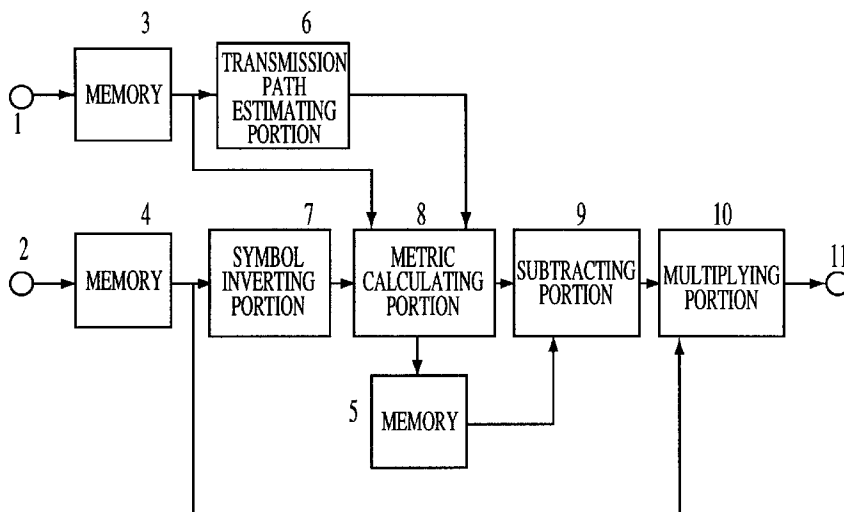 3
6
MEMORY
TRANSMISSION
PATH
ESTIMATING
PORTION
1
2
4
7
8
9
10
11
MEMORY
SYMBOL
INVERTING
PORTION
METRIC
CALCULATING
PORTION
SUBTRACTING
PORTION
MULTIPLYING
PORTION
5
MEMORY